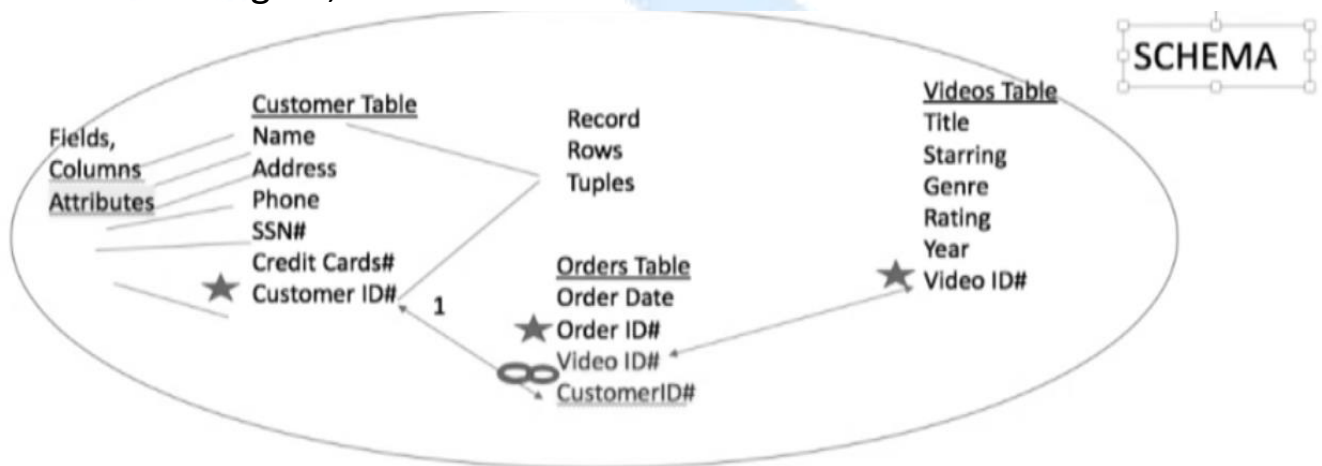 SCHEMA
Fields,
Columns
Attributes
Customer Table
Name
Address
Phone
SSN#
Credit Cards#
Customer ID#
1
Record
Rows
Tuples
Orders Table
Order Date
Order ID#
Video ID#
CustomerID#
Videos Table
Title
Starring
Genre
Rating
Year
Video ID#